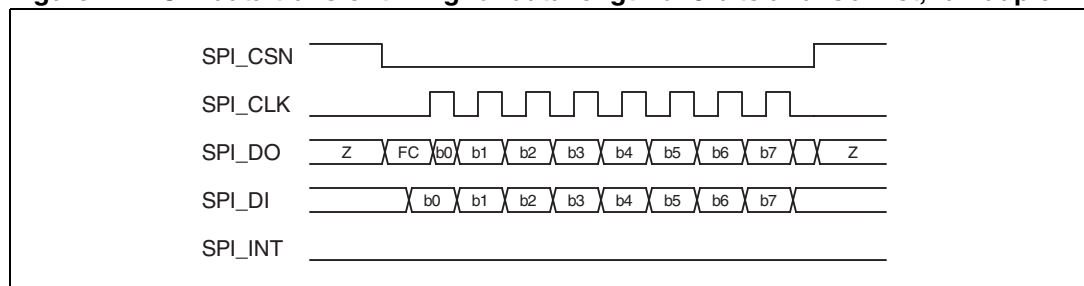 SPI_CSN
SPI_CLK
SPI_DO Z FC b0 b1 b2 b3 b4 b5 b6 b7 Z
SPI_DI b0 b1 b2 b3 b4 b5 b6 b7
SPI_INT